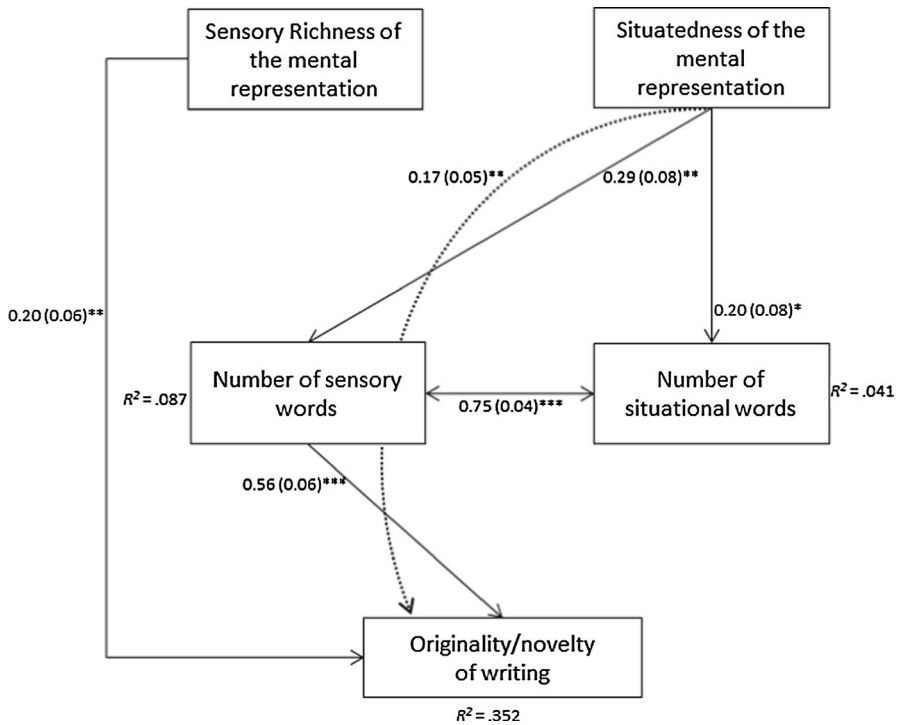 Sensory Richness of
the mental
representation
Situatedness of the
mental
representation
0.17 (0.05)**
0.29 (0.08)**
0.20 (0.06)**
0.20 (0.08)*
Number of sensory
words
R² = .087
0.75 (0.04)***
Number of
situational words
R² = .041
0.56 (0.06)***
Originality/novelty
of writing
R² = .352